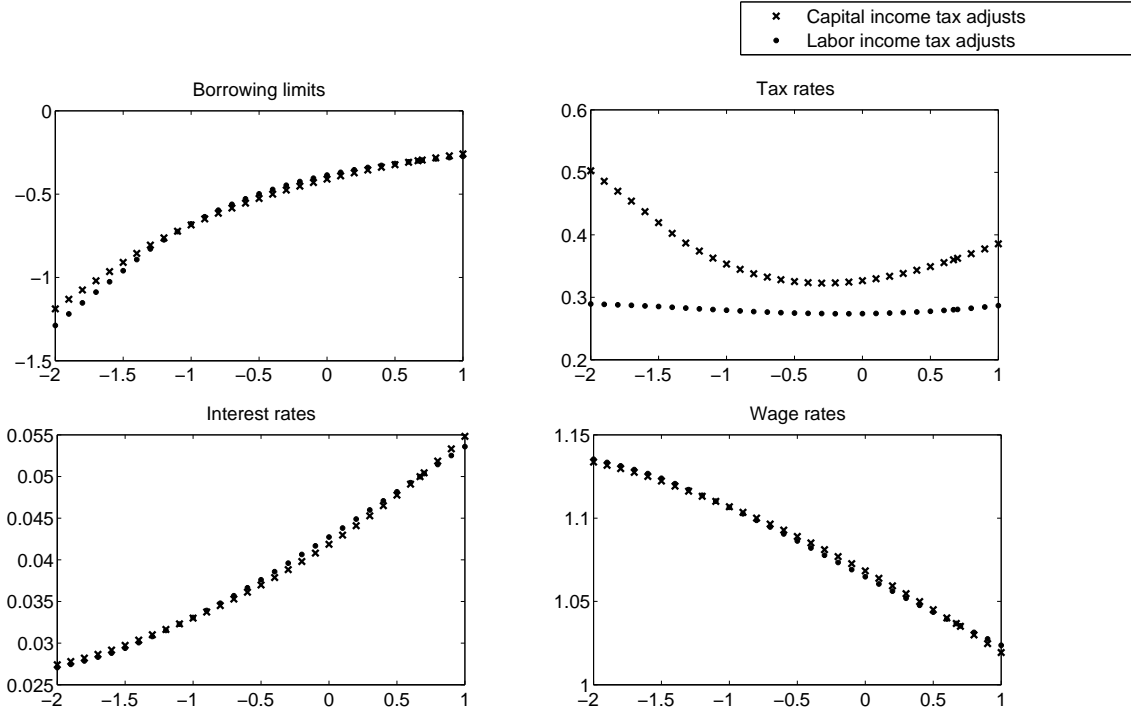 Capital income tax adjusts
Labor income tax adjusts
Borrowing limits
0
−0.5
−1
−1.5
−2 −1.5 −1 −0.5 0 0.5 1
Tax rates
0.6
0.5
0.4
0.3
0.2
−2 −1.5 −1 −0.5 0 0.5 1
Interest rates
0.055
0.05
0.045
0.04
0.035
0.03
0.025
−2 −1.5 −1 −0.5 0 0.5 1
Wage rates
1.15
1.1
1.05
1
−2 −1.5 −1 −0.5 0 0.5 1